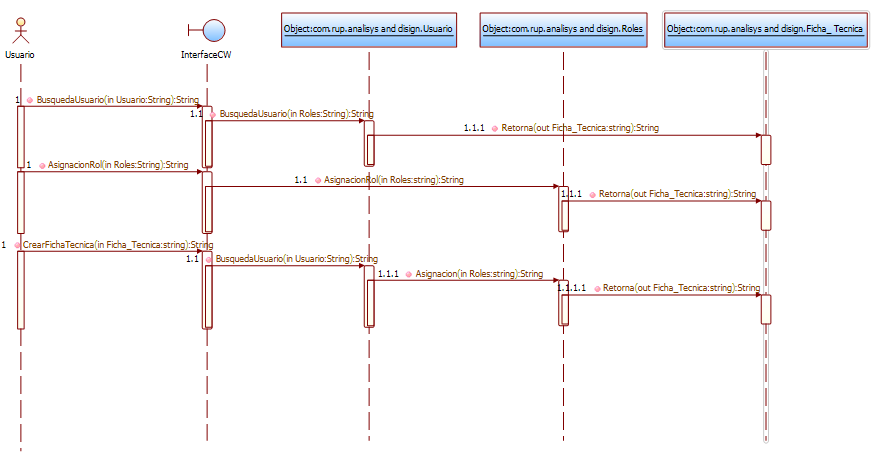 Object:com.rup.analisys and disign.Usuario
Object:com.rup.analisys and disign.Roles
Object:com.rup.analisys and disign.Ficha_Tecnica
Usuario
InterfaceCW
1 BusquedaUsuario(in Usuario:String):String
1.1 BusquedaUsuario(in Roles:String):String
1.1.1 Retorna(out Ficha_Tecnica:string):String
1 AsignacionRol(in Roles:String):String
1.1 AsignacionRol(in Roles:string):String
1.1.1 Retorna(out Ficha_Tecnica:string):String
1 CrearFichaTecnica(in Ficha_Tecnica:string):String
1.1 BusquedaUsuario(in Usuario:String):String
1.1.1 Asignacion(in Roles:string):String
1.1.1.1 Retorna(out Ficha_Tecnica:string):String